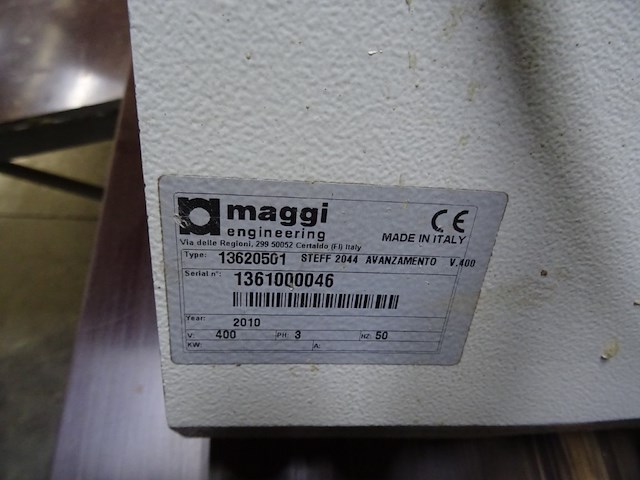 maggi
engineering
CE
MADE IN ITALY
Via delle Regioni, 299 50052 Certaldo (FI) Italy
Type: 13620501 STEFF 2044 AVANZAMENTO V.400
Serial n°: 1361000046
Year: 2010
V: 400 PH: 3 HZ: 50
KW: A: